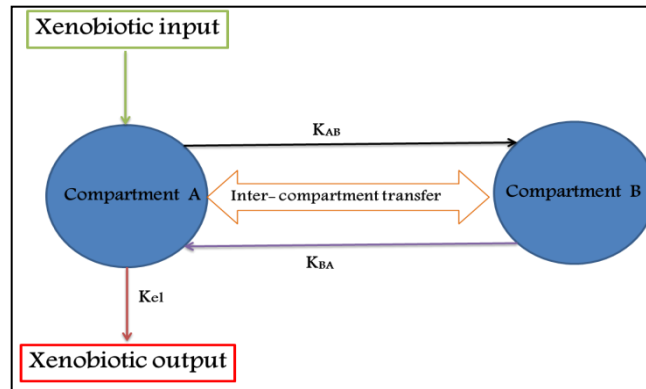 Xenobiotic input
KAB
Compartment A
Inter- compartment transfer
Compartment B
KBA
Kel
Xenobiotic output